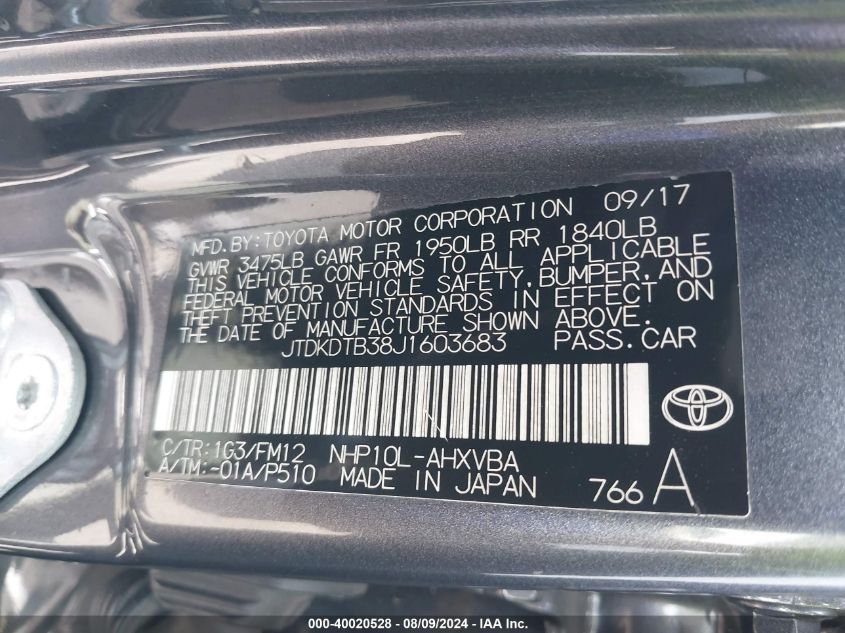 MFD.BY:TOYOTA MOTOR CORPORATION 09/17
GVWR 3475LB GAWR FR 1950LB RR 1840LB
THIS VEHICLE CONFORMS TO ALL APPLICABLE
FEDERAL MOTOR VEHICLE SAFETY,BUMPER,AND
THEFT PREVENTION STANDARDS IN EFFECT ON
THE DATE OF MANUFACTURE SHOWN ABOVE.
JTDKDTB38J1603683 PASS.CAR
C/TR:1G3/FM12 NHP10L-AHXVBA
A/TM:-01A/P510 MADE IN JAPAN 766 A
000-40020528 - 08/09/2024 - IAA Inc.